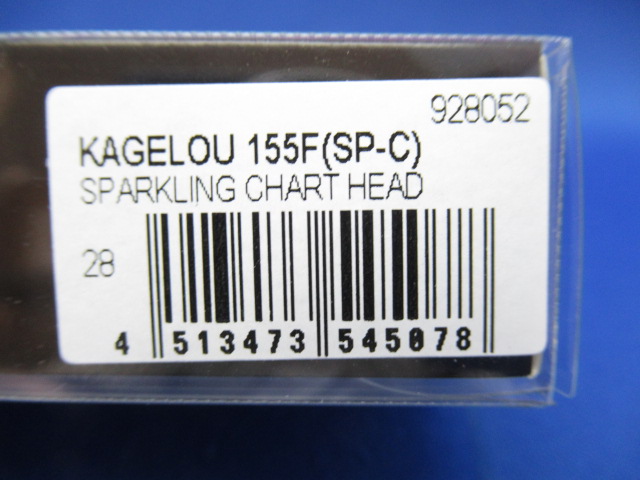 928052
KAGELOU 155F(SP-C)
SPARKLING CHART HEAD
28
4 513473 545078